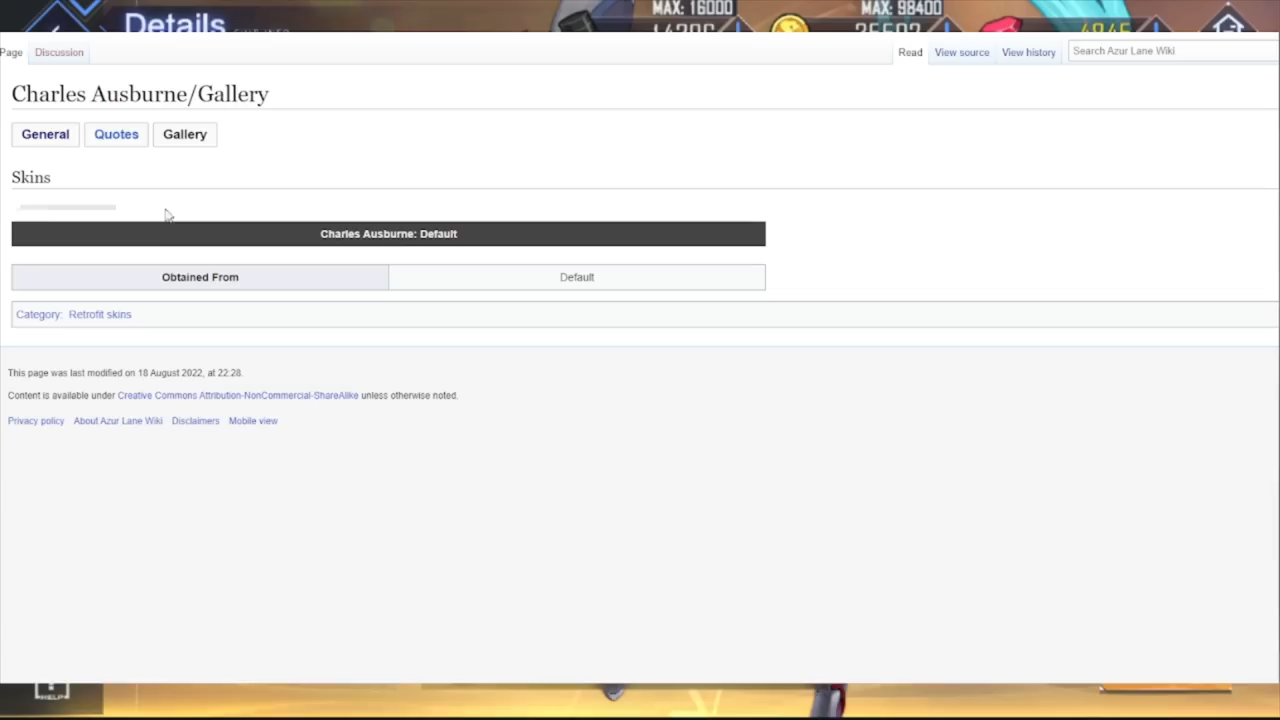 Details
MAX: 16000
MAX: 98400
Page
Discussion
Read
View source
View history
Search Azur Lane Wiki
Charles Ausburne/Gallery
General
Quotes
Gallery
Skins
Charles Ausburne: Default
Obtained From
Default
Category: Retrofit skins
This page was last modified on 18 August 2022, at 22:28.
Content is available under Creative Commons Attribution-NonCommercial-ShareAlike unless otherwise noted.
Privacy policy
About Azur Lane Wiki
Disclaimers
Mobile view